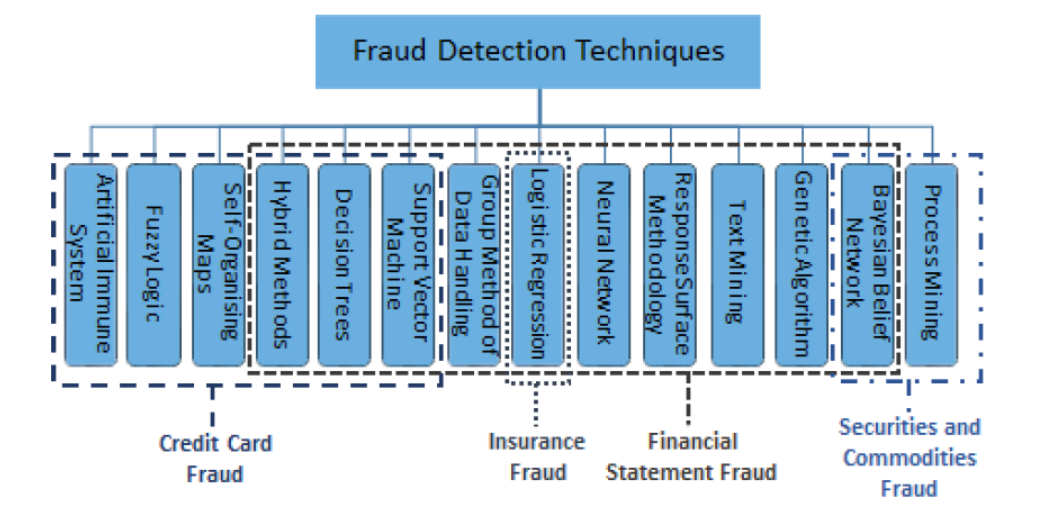 Fraud Detection Techniques
Artificial Immune
System
Fuzzy Logic
Self-Organising
Maps
Hybrid Methods
Decision Trees
Support Vector
Machine
Group Method of
Data Handling
Logistic Regression
Neural Network
Response Surface
Methodology
Text Mining
Genetic Algorithm
Bayesian Belief
Network
Process Mining
Credit Card
Fraud
Insurance
Fraud
Financial
Statement Fraud
Securities and
Commodities
Fraud